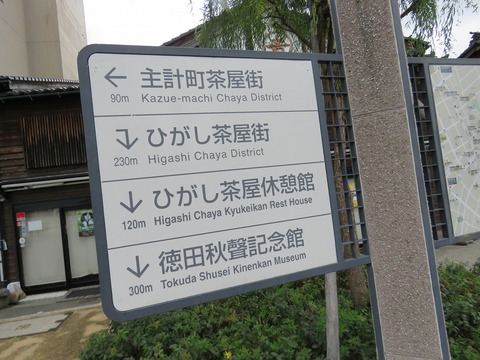 主計町茶屋街
90m Kazue-machi Chaya District
ひがし茶屋街
230m Higashi Chaya District
ひがし茶屋休憩館
120m Higashi Chaya Kyukeikan Rest House
徳田秋聲記念館
300m Tokuda Shusei Kinenkan Museum